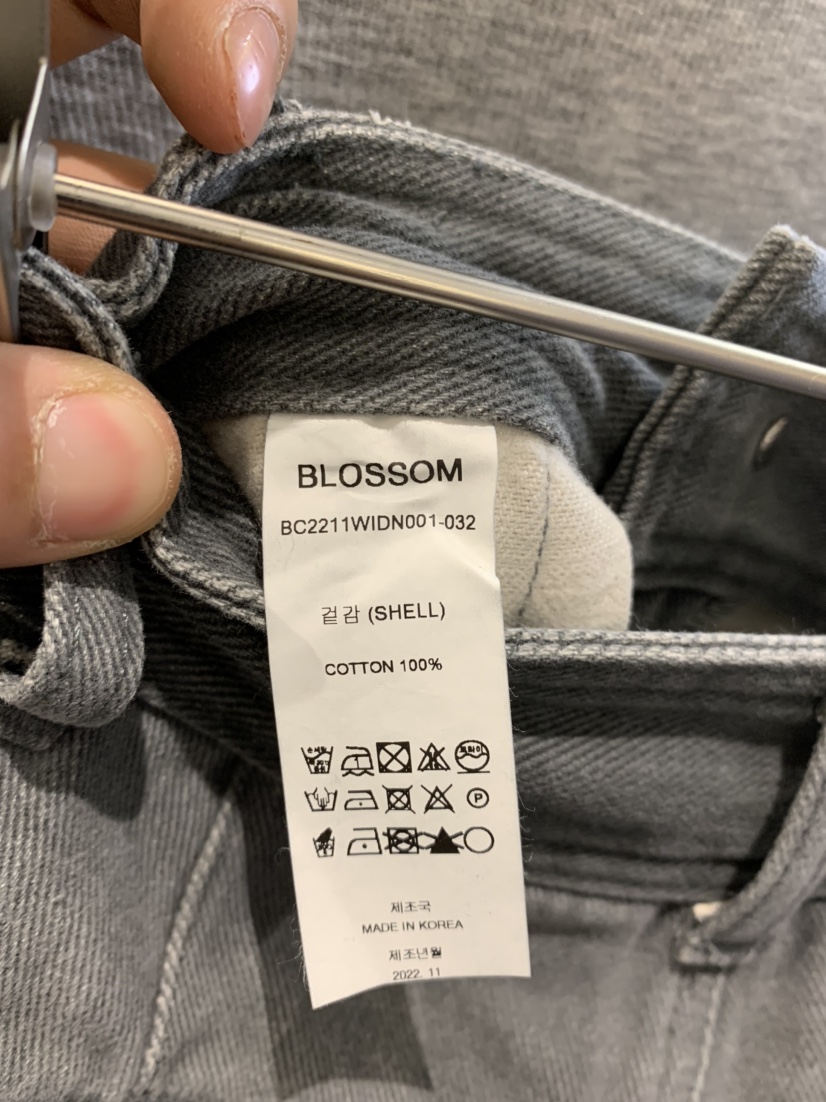 BLOSSOM
BC2211WIDN001-032
겉감 (SHELL)
COTTON 100%
P
제조국
MADE IN KOREA
제조년월
2022. 11